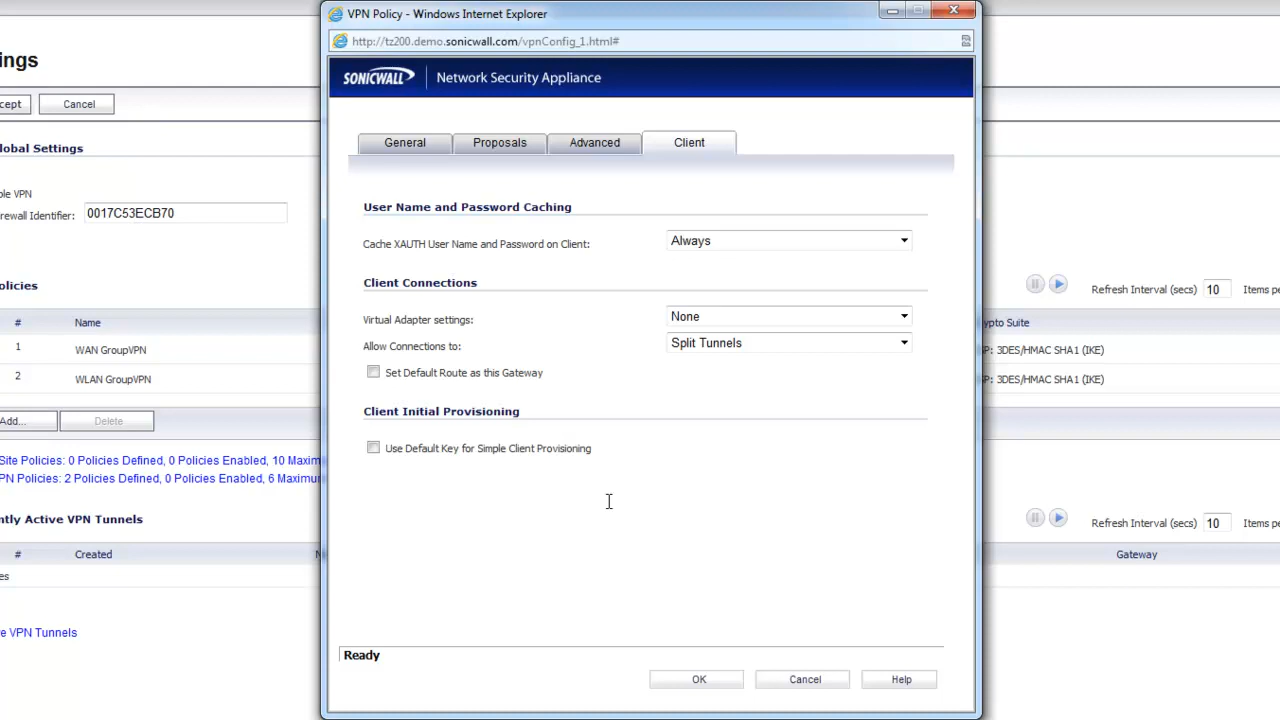 VPN Policy - Windows Internet Explorer
http://tz200.demo.sonicwall.com/vpnConfig_1.html#
SONICWALL Network Security Appliance
General Proposals Advanced Client
User Name and Password Caching
Cache XAUTH User Name and Password on Client: Always
Client Connections
Virtual Adapter settings: None
Allow Connections to: Split Tunnels
Set Default Route as this Gateway
Client Initial Provisioning
Use Default Key for Simple Client Provisioning
Ready
OK Cancel Help
ings
cept Cancel
lobal Settings
ble VPN
rewall Identifier: 0017C53ECB70
olicies
Refresh Interval (secs) 10 Items pe
# Name ypto Suite
1 WAN GroupVPN SP: 3DES/HMAC SHA1 (IKE)
2 WLAN GroupVPN SP: 3DES/HMAC SHA1 (IKE)
Add... Delete
Site Policies: 0 Policies Defined, 0 Policies Enabled, 10 Maxim
PN Policies: 2 Policies Defined, 0 Policies Enabled, 6 Maximu
ntly Active VPN Tunnels
Refresh Interval (secs) 10 Items pe
# Created N Gateway
es
e VPN Tunnels